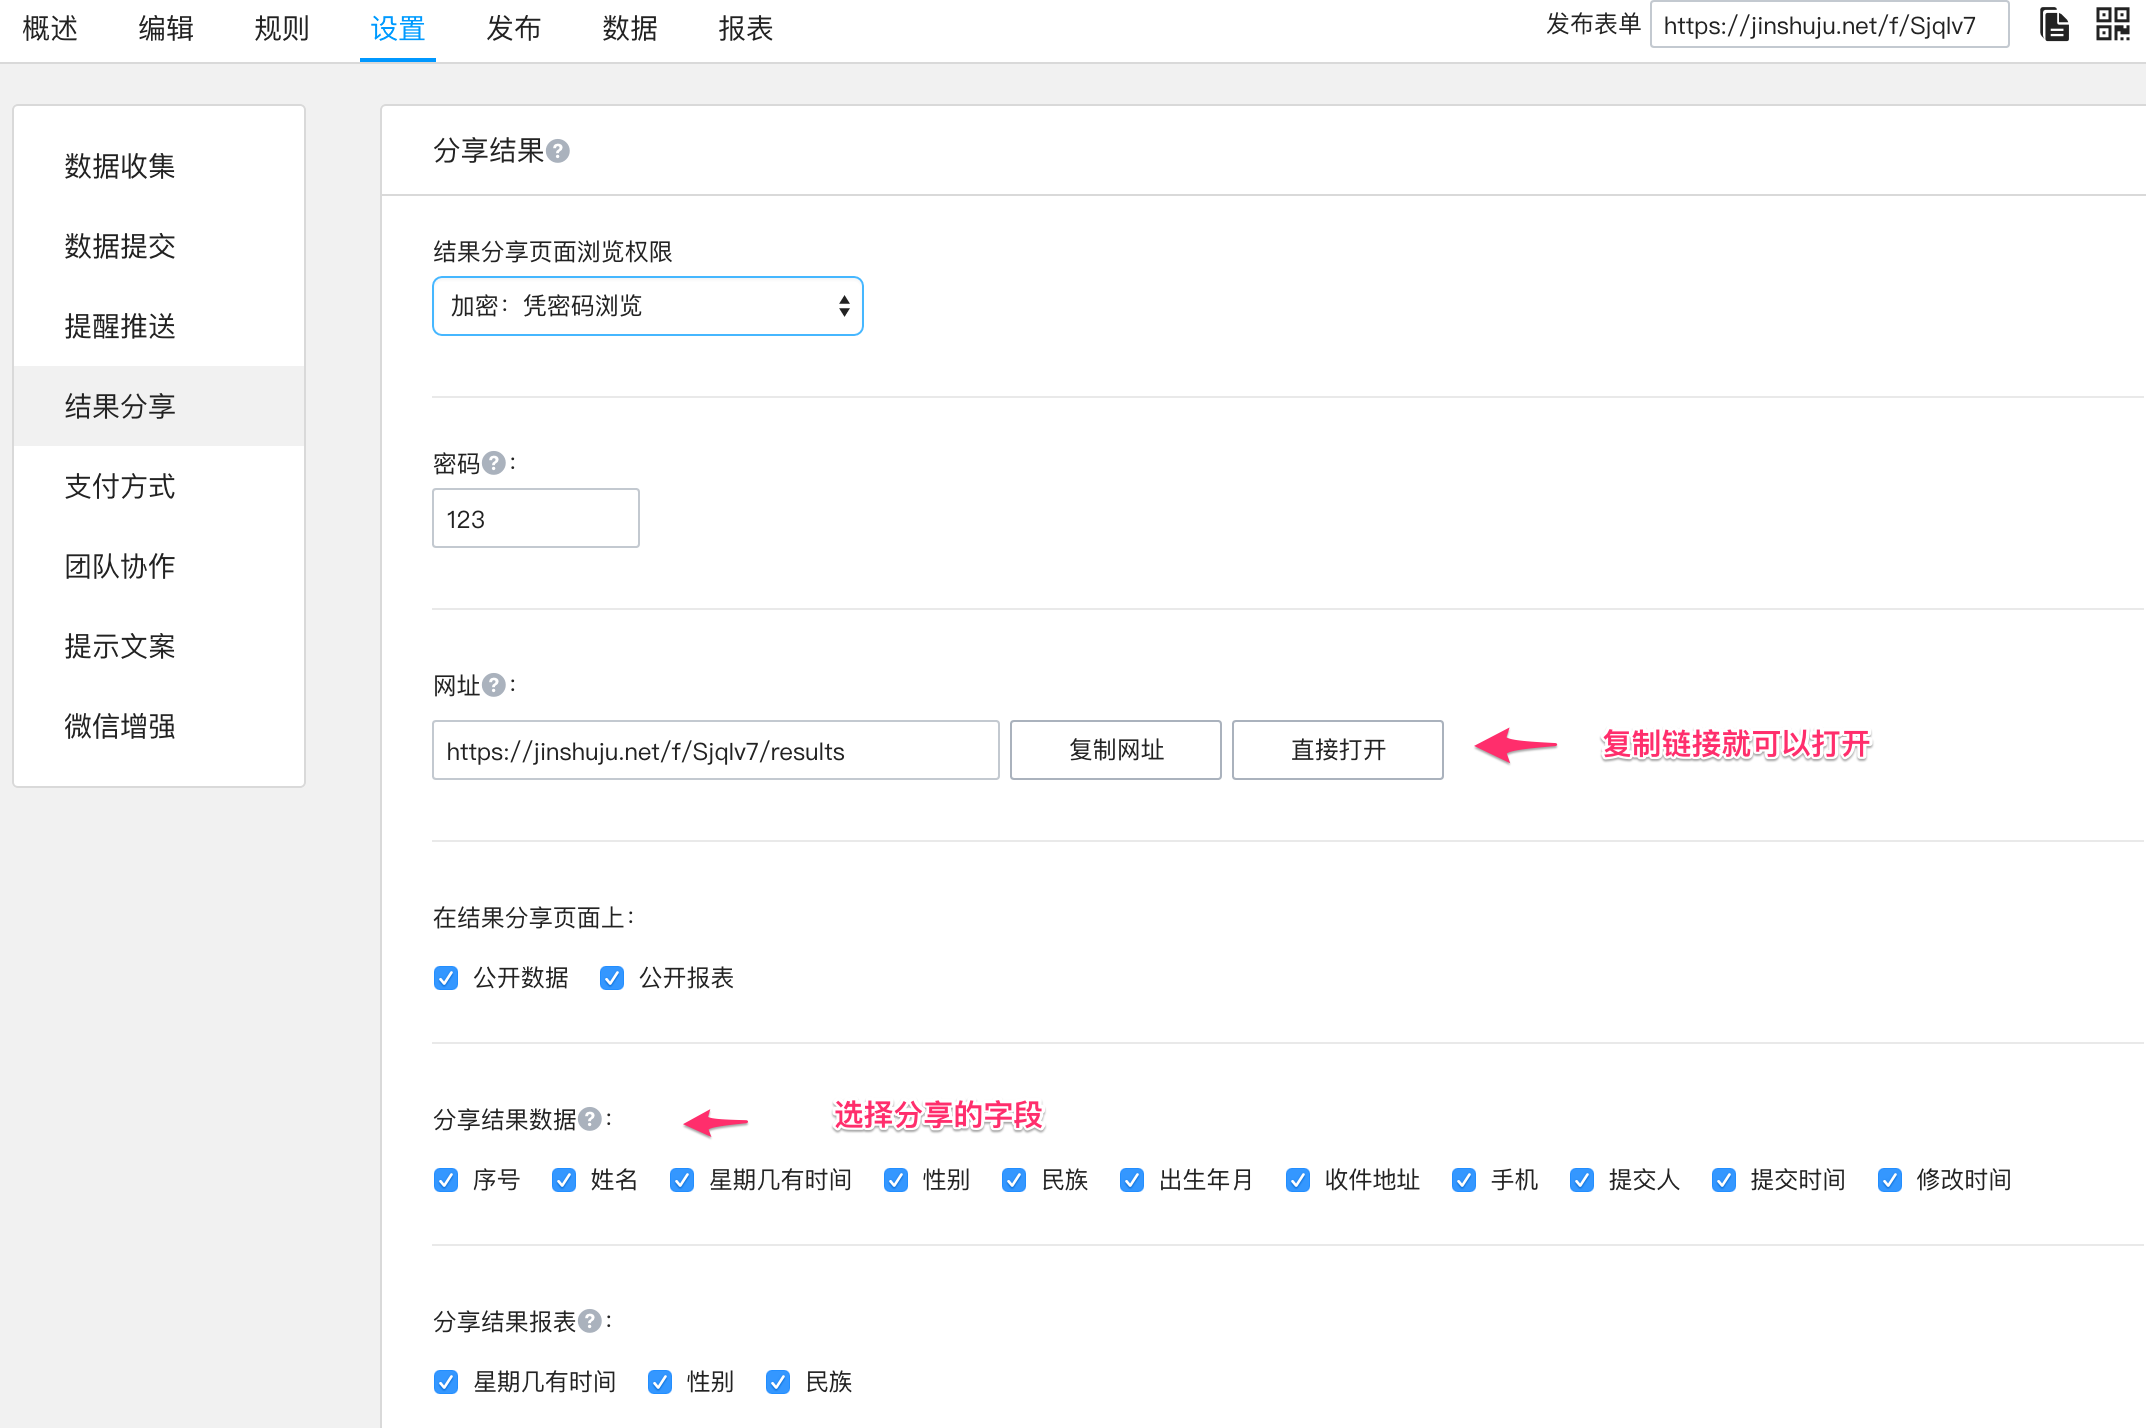 概述 编辑 规则 设置 发布 数据 报表 发布表单 https://jinshuju.net/f/SjqIv7
数据收集
数据提交
提醒推送
结果分享
支付方式
团队协作
提示文案
微信增强
分享结果?
结果分享页面浏览权限
加密：凭密码浏览
密码?：
123
网址?：
https://jinshuju.net/f/SjqIv7/results 复制网址 直接打开 复制链接就可以打开
在结果分享页面上：
公开数据 公开报表
分享结果数据?： 选择分享的字段
序号 姓名 星期几有时间 性别 民族 出生年月 收件地址 手机 提交人 提交时间 修改时间
分享结果报表?：
星期几有时间 性别 民族